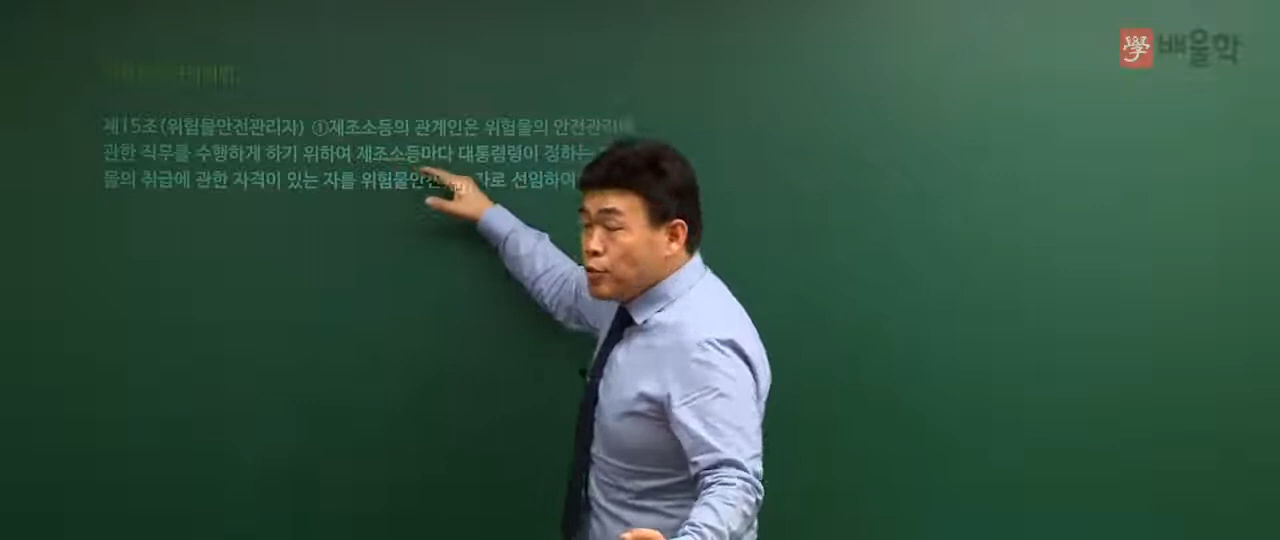 學 배울학
제15조(위험물안전관리자) ①제조소등의 관계인은 위험물의 안전관리에
관한 직무를 수행하게 하기 위하여 제조소등마다 대통령령이 정하는
물의 취급에 관한 자격이 있는 자를 위험물안전 자로 선임하여